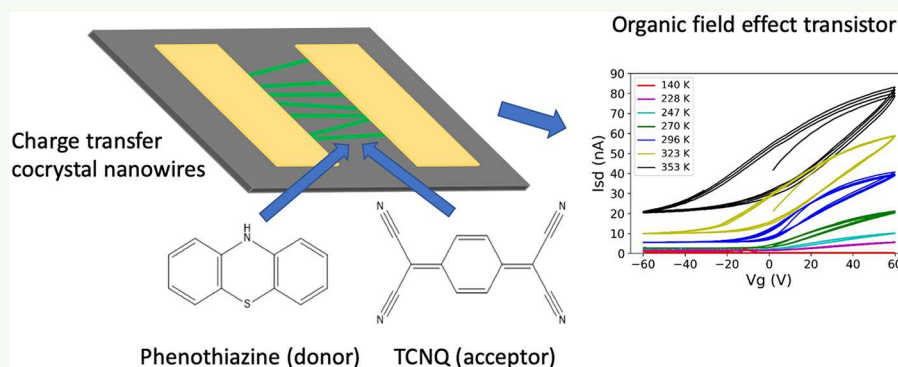 Organic field effect transistor
Charge transfer
cocrystal nanowires
H
N
S
Phenothiazine (donor)
N
N
N
N
TCNQ (acceptor)
90
80
70
60
50
40
30
20
10
0
Isd (nA)
140 K
228 K
247 K
270 K
296 K
323 K
353 K
−60
−40
−20
0
20
40
60
Vg (V)